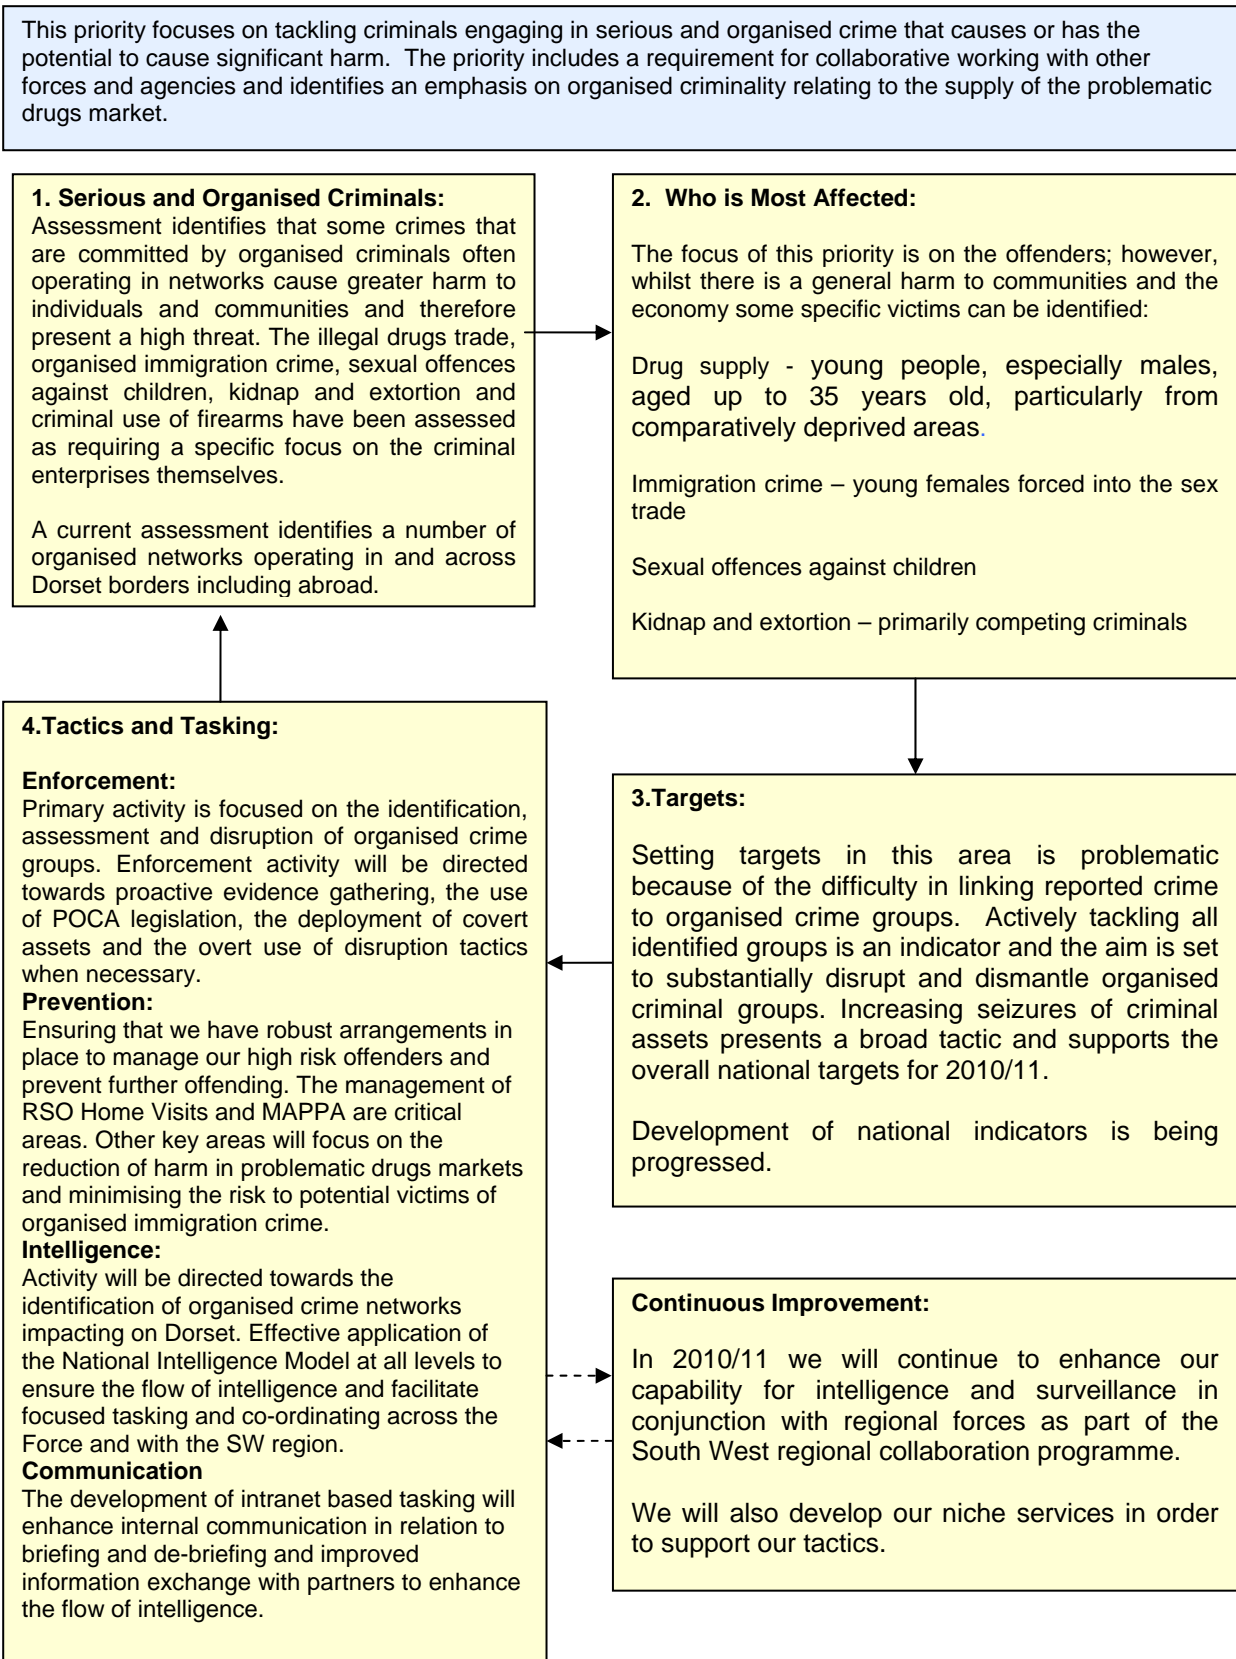 This priority focuses on tackling criminals engaging in serious and organised crime that causes or has the
potential to cause significant harm.  The priority includes a requirement for collaborative working with other
forces and agencies and identifies an emphasis on organised criminality relating to the supply of the problematic
drugs market.
1. Serious and Organised Criminals:
Assessment identifies that some crimes that
are committed by organised criminals often
operating in networks cause greater harm to
individuals and communities and therefore
present a high threat. The illegal drugs trade,
organised immigration crime, sexual offences
against children, kidnap and extortion and
criminal use of firearms have been assessed
as requiring a specific focus on the criminal
enterprises themselves.
A current assessment identifies a number of
organised networks operating in and across
Dorset borders including abroad.
2.  Who is Most Affected:
The focus of this priority is on the offenders; however,
whilst there is a general harm to communities and the
economy some specific victims can be identified:
Drug supply - young people, especially males,
aged up to 35 years old, particularly from
comparatively deprived areas.
Immigration crime – young females forced into the sex
trade
Sexual offences against children
Kidnap and extortion – primarily competing criminals
3.Targets:
Setting targets in this area is problematic
because of the difficulty in linking reported crime
to organised crime groups.  Actively tackling all
identified groups is an indicator and the aim is set
to substantially disrupt and dismantle organised
criminal groups. Increasing seizures of criminal
assets presents a broad tactic and supports the
overall national targets for 2010/11.
Development of national indicators is being
progressed.
4.Tactics and Tasking:
Enforcement:
Primary activity is focused on the identification,
assessment and disruption of organised crime
groups. Enforcement activity will be directed
towards proactive evidence gathering, the use
of POCA legislation, the deployment of covert
assets and the overt use of disruption tactics
when necessary.
Prevention:
Ensuring that we have robust arrangements in
place to manage our high risk offenders and
prevent further offending. The management of
RSO Home Visits and MAPPA are critical
areas. Other key areas will focus on the
reduction of harm in problematic drugs markets
and minimising the risk to potential victims of
organised immigration crime.
Intelligence:
Activity will be directed towards the
identification of organised crime networks
impacting on Dorset. Effective application of
the National Intelligence Model at all levels to
ensure the flow of intelligence and facilitate
focused tasking and co-ordinating across the
Force and with the SW region.
Communication
The development of intranet based tasking will
enhance internal communication in relation to
briefing and de-briefing and improved
information exchange with partners to enhance
the flow of intelligence.
Continuous Improvement:
In 2010/11 we will continue to enhance our
capability for intelligence and surveillance in
conjunction with regional forces as part of the
South West regional collaboration programme.
We will also develop our niche services in order
to support our tactics.